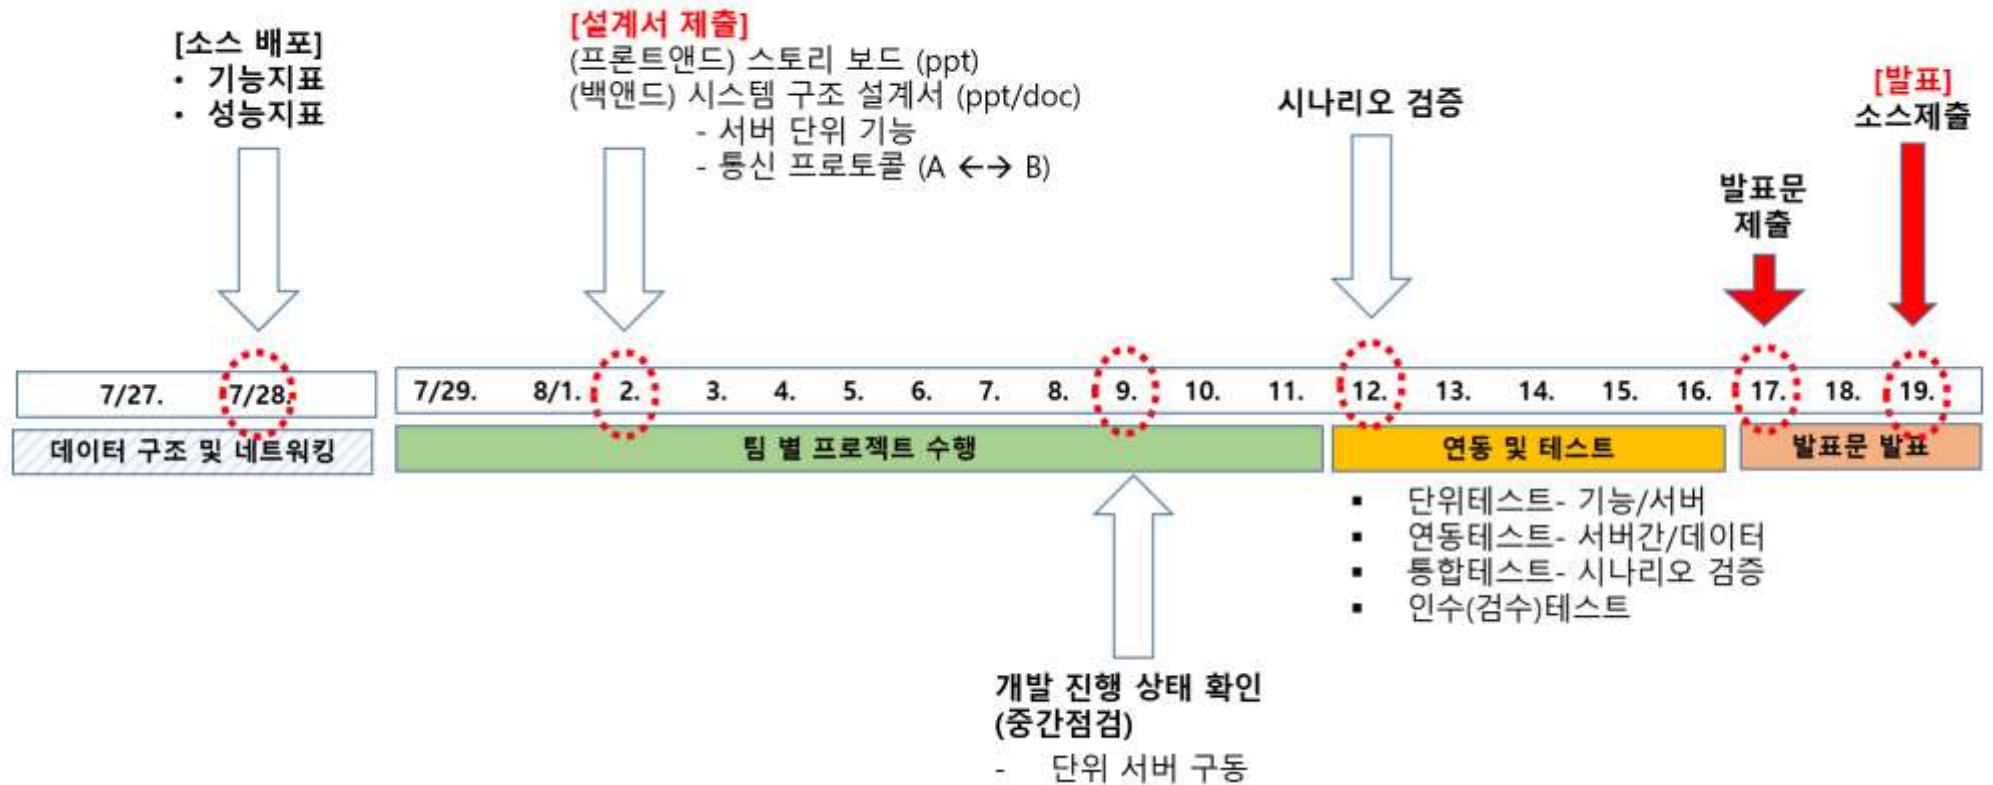 [소스 배포]
• 기능지표
• 성능지표
[설계서 제출]
(프론트앤드) 스토리 보드 (ppt)
(백앤드) 시스템 구조 설계서 (ppt/doc)
- 서버 단위 기능
- 통신 프로토콜 (A ←→ B)
시나리오 검증
발표문
제출
[발표]
소스제출
7/27. 7/28. 7/29. 8/1. 2. 3. 4. 5. 6. 7. 8. 9. 10. 11. 12. 13. 14. 15. 16. 17. 18. 19.
데이터 구조 및 네트워킹 팀 별 프로젝트 수행 연동 및 테스트 발표문 발표
▪ 단위테스트- 기능/서버
▪ 연동테스트- 서버간/데이터
▪ 통합테스트- 시나리오 검증
▪ 인수(검수)테스트
개발 진행 상태 확인
(중간점검)
- 단위 서버 구동